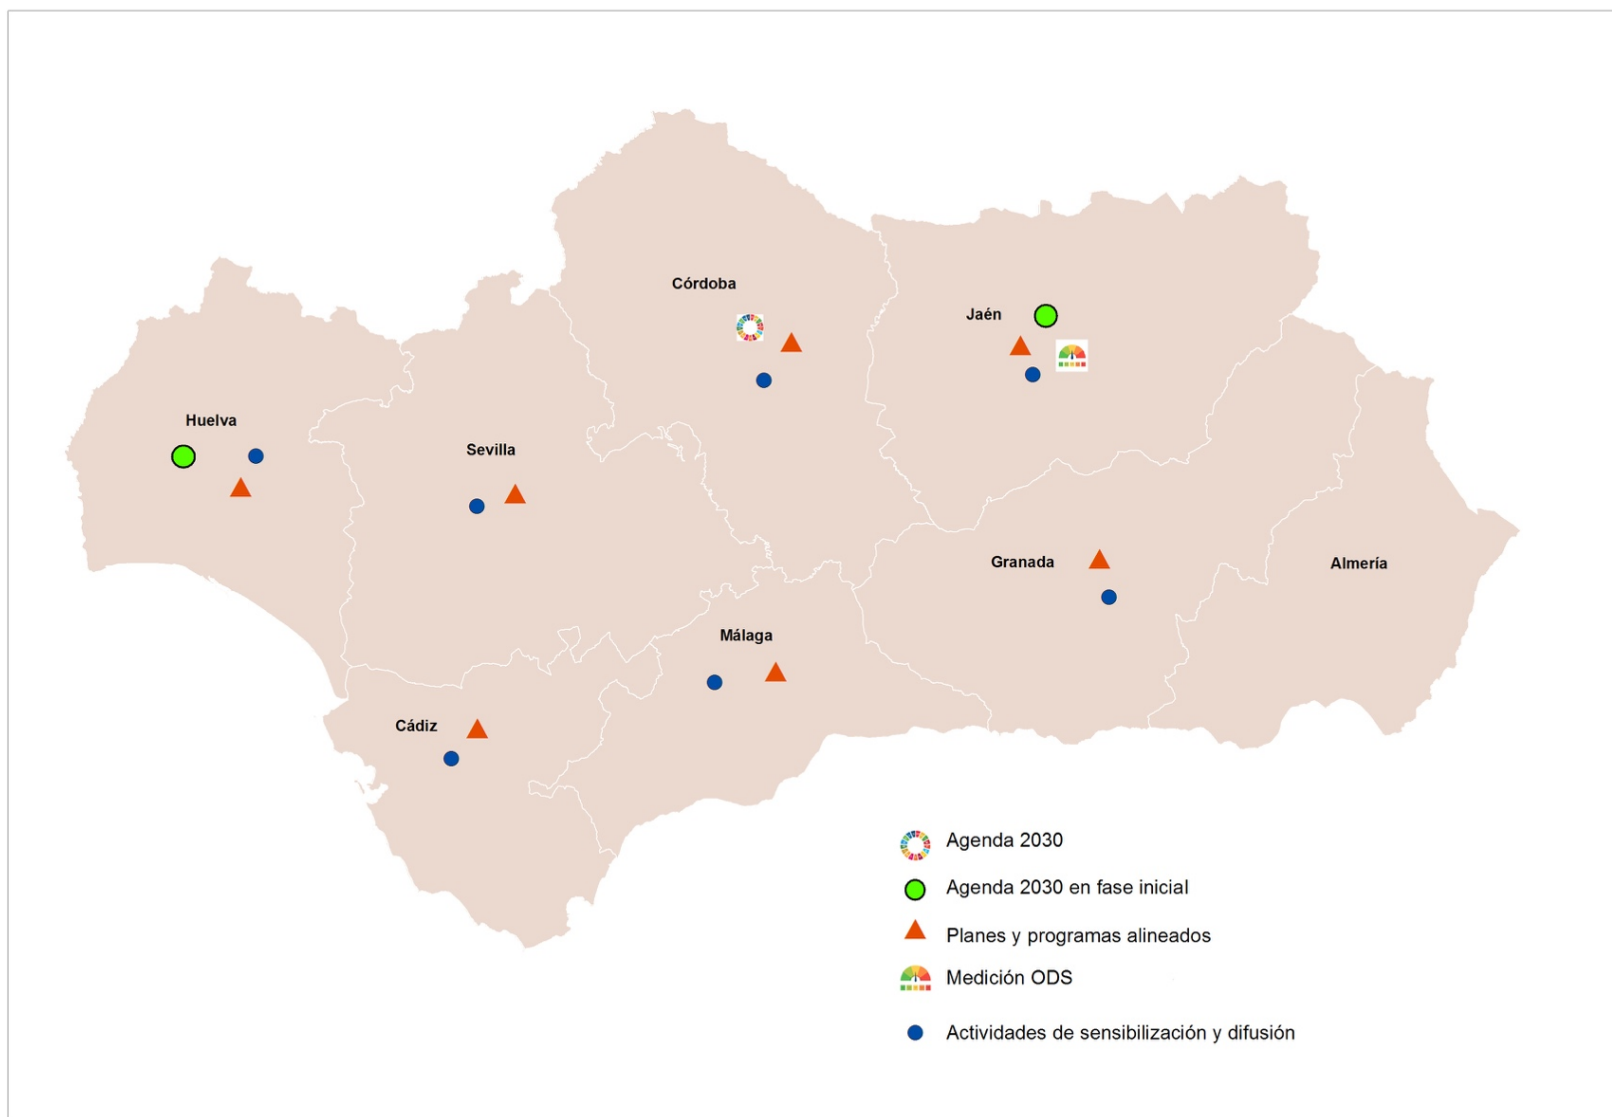 Córdoba
Jaén
Huelva
Sevilla
Granada
Almería
Málaga
Cádiz
Agenda 2030
Agenda 2030 en fase inicial
Planes y programas alineados
Medición ODS
Actividades de sensibilización y difusión